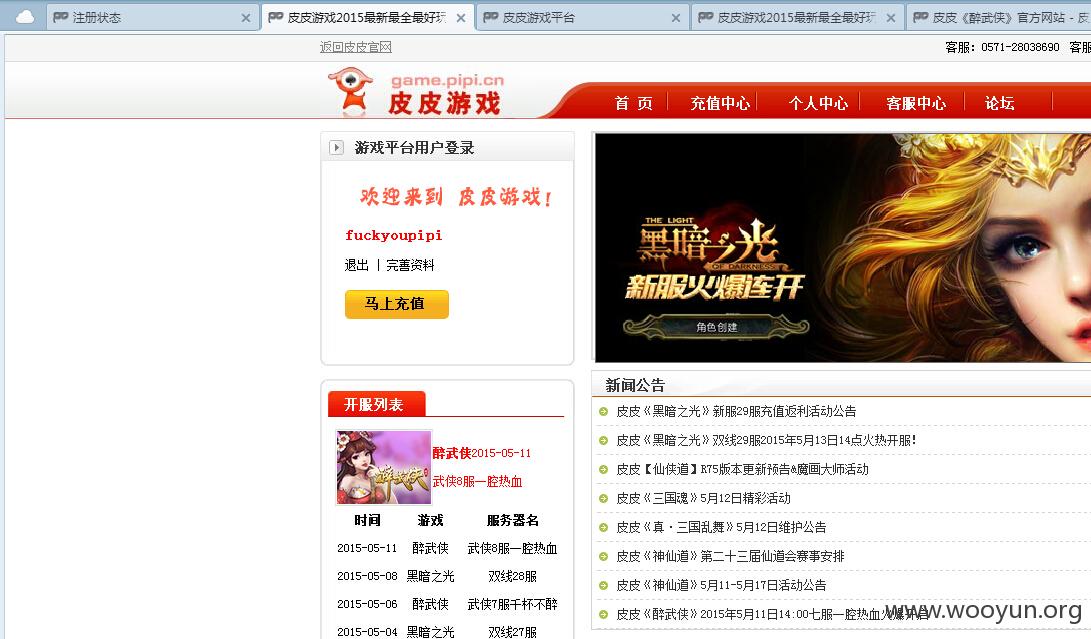 注册状态
皮皮游戏2015最新最全最好玩
皮皮游戏平台
皮皮游戏2015最新最全最好玩
皮皮《醉武侠》官方网站 - 皮
返回皮皮官网
客服：0571-28038690 客服
game.pipi.cn
皮皮游戏
首 页 充值中心 个人中心 客服中心 论坛
游戏平台用户登录
欢迎来到 皮皮游戏!
fuckyoupipi
退出 | 完善资料
马上充值
THE LIGHT
黑暗之光
OF DARKNESS
新服火爆连开
角色创建
开服列表
醉武侠
醉武侠2015-05-11
武侠8服一腔热血
时间 游戏 服务器名
2015-05-11 醉武侠 武侠8服一腔热血
2015-05-08 黑暗之光 双线28服
2015-05-06 醉武侠 武侠7服千杯不醉
2015-05-04 黑暗之光 双线27服
新闻公告
皮皮《黑暗之光》新服29服充值返利活动公告
皮皮《黑暗之光》双线29服2015年5月13日14点火热开服！
皮皮【仙侠道】R75版本更新预告&魔画大师活动
皮皮《三国魂》5月12日精彩活动
皮皮《真·三国乱舞》5月12日维护公告
皮皮《神仙道》第二十三届仙道会赛事安排
皮皮《神仙道》5月11-5月17日活动公告
皮皮《醉武侠》2015年5月11日14:00七服一腔热血火爆开启
www.wooyun.org